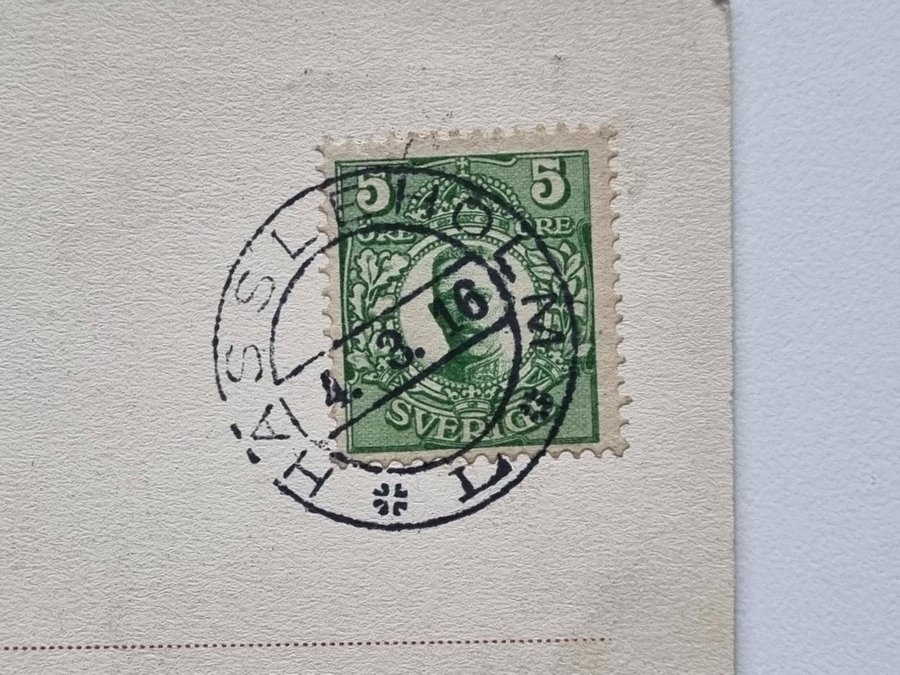 5 5
ÖRE ÖRE
SVERIGE
HÄSSLEHOLM
4. 3. 16